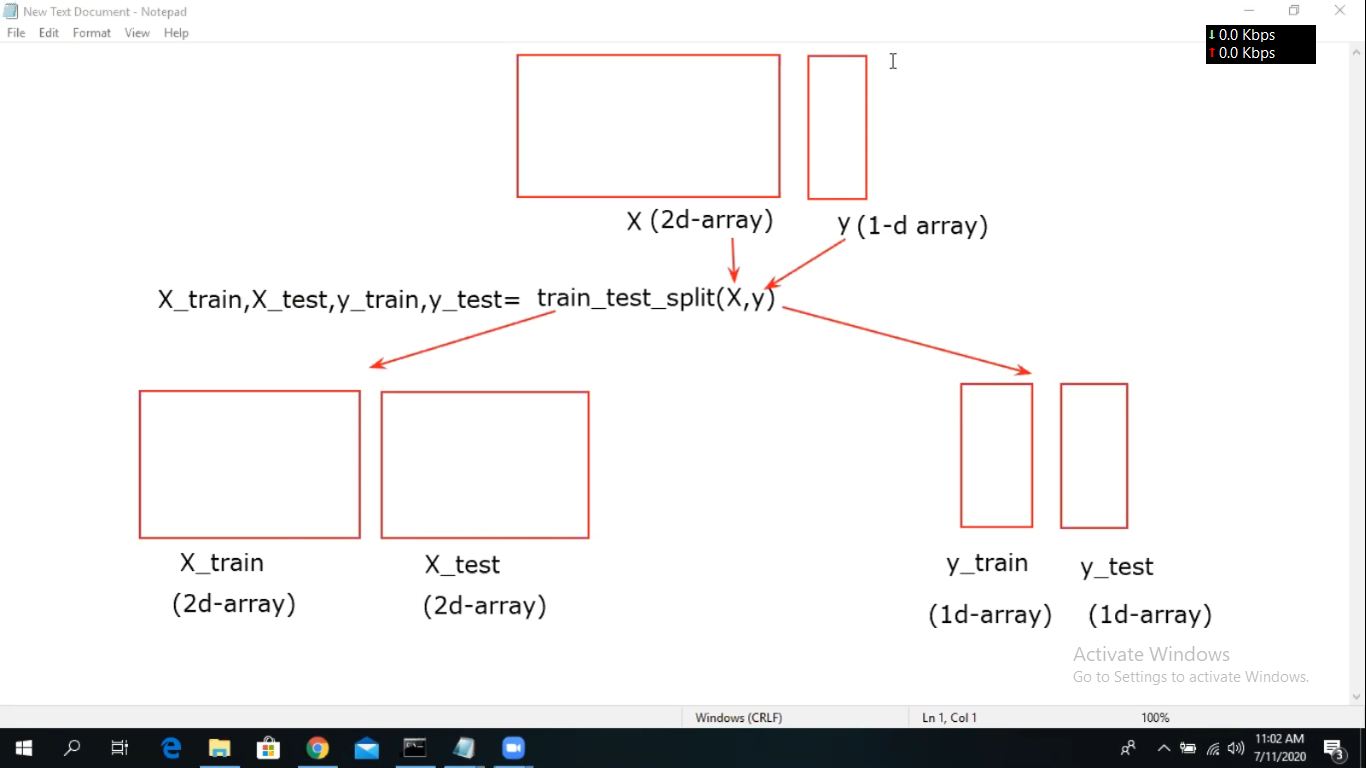 New Text Document - Notepad
File Edit Format View Help
↓ 0.0 Kbps
↑ 0.0 Kbps
X (2d-array)
y (1-d array)
X_train,X_test,y_train,y_test= train_test_split(X,y)
X_train
(2d-array)
X_test
(2d-array)
y_train
(1d-array)
y_test
(1d-array)
Activate Windows
Go to Settings to activate Windows.
Windows (CRLF) Ln 1, Col 1 100%
11:02 AM
7/11/2020
3